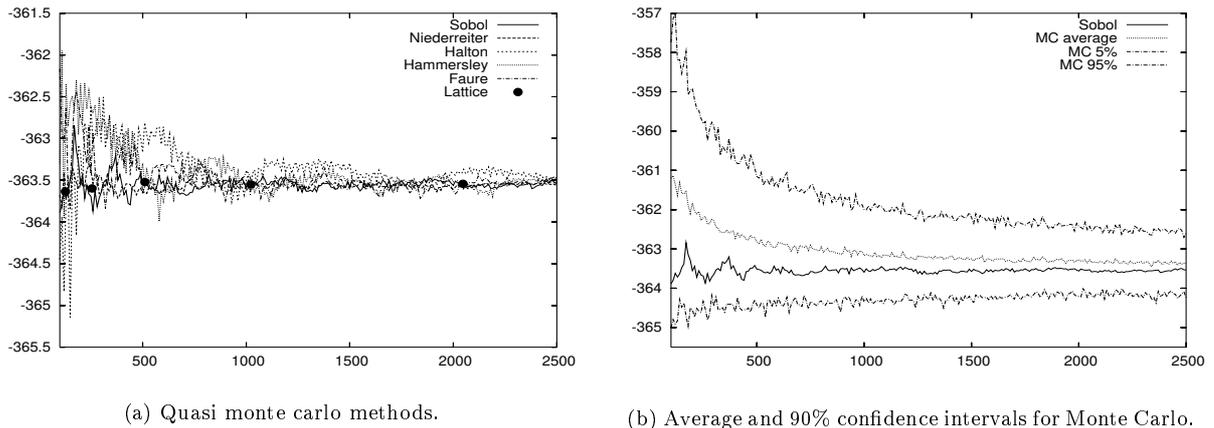 -361.5
-362
-362.5
-363
-363.5
-364
-364.5
-365
-365.5
500 1000 1500 2000 2500
Sobol
Niederreiter
Halton
Hammersley
Faure
Lattice
(a) Quasi monte carlo methods.
-357
-358
-359
-360
-361
-362
-363
-364
-365
500 1000 1500 2000 2500
Sobol
MC average
MC 5%
MC 95%
(b) Average and 90% confidence intervals for Monte Carlo.